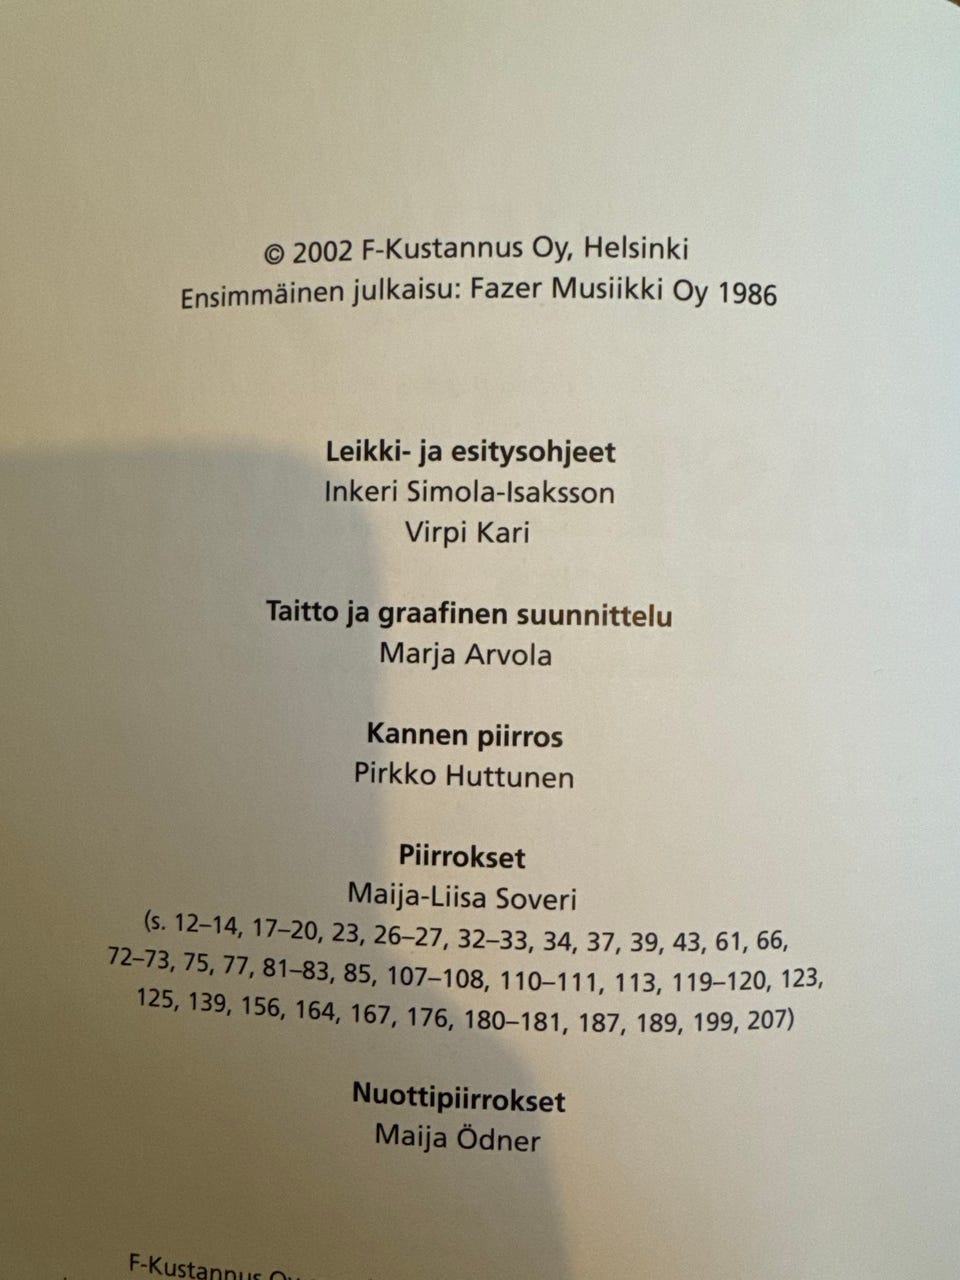 © 2002 F-Kustannus Oy, Helsinki
Ensimmäinen julkaisu: Fazer Musiikki Oy 1986
Leikki- ja esitysohjeet
Inkeri Simola-Isaksson
Virpi Kari
Taitto ja graafinen suunnittelu
Marja Arvola
Kannen piirros
Pirkko Huttunen
Piirrokset
Maija-Liisa Soveri
(s. 12–14, 17–20, 23, 26–27, 32–33, 34, 37, 39, 43, 61, 66,
72–73, 75, 77, 81–83, 85, 107–108, 110–111, 113, 119–120, 123,
125, 139, 156, 164, 167, 176, 180–181, 187, 189, 199, 207)
Nuottipiirrokset
Maija Ödner
F-Kustannus Oy